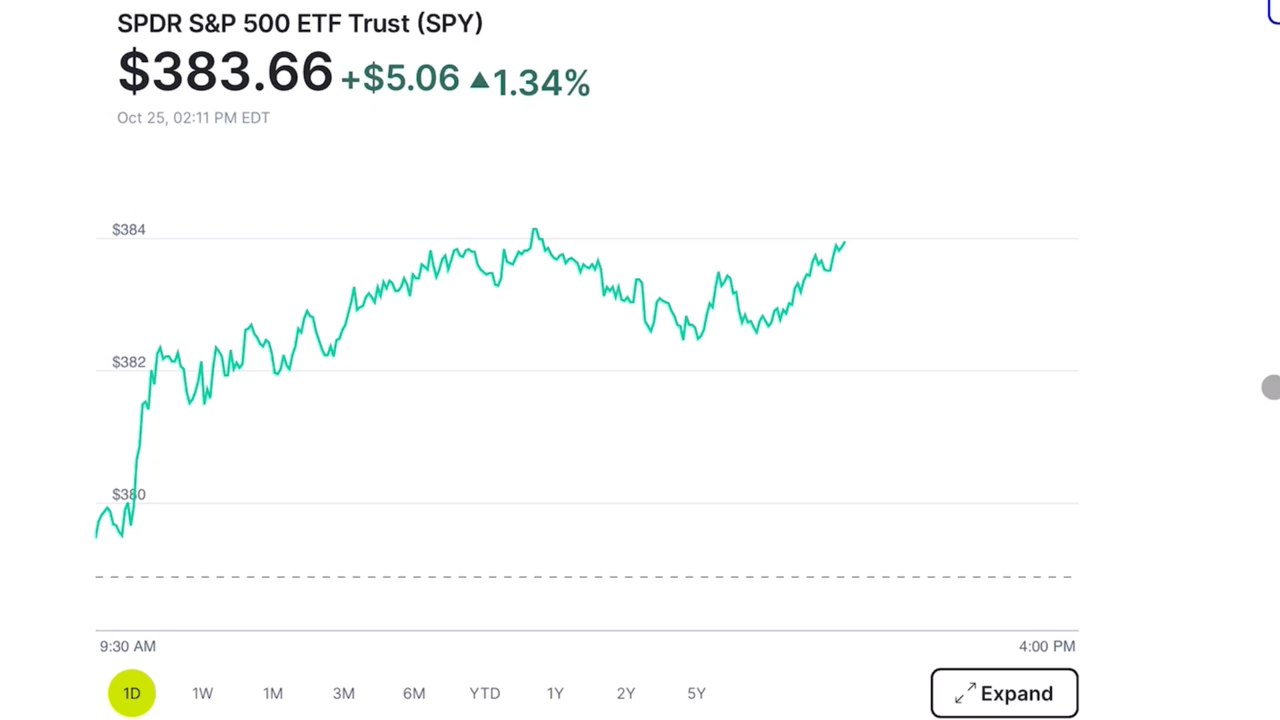 SPDR S&P 500 ETF Trust (SPY)
$383.66 +$5.06 ▲1.34%
Oct 25, 02:11 PM EDT
$384
$382
$380
9:30 AM 4:00 PM
1D 1W 1M 3M 6M YTD 1Y 2Y 5Y Expand